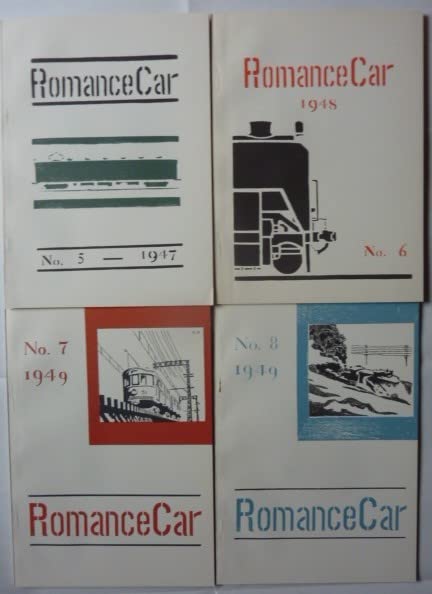 RomanceCar
No. 5 — 1947
RomanceCar
1948
No. 6
No. 7
1949
RomanceCar
No. 8
1949
RomanceCar